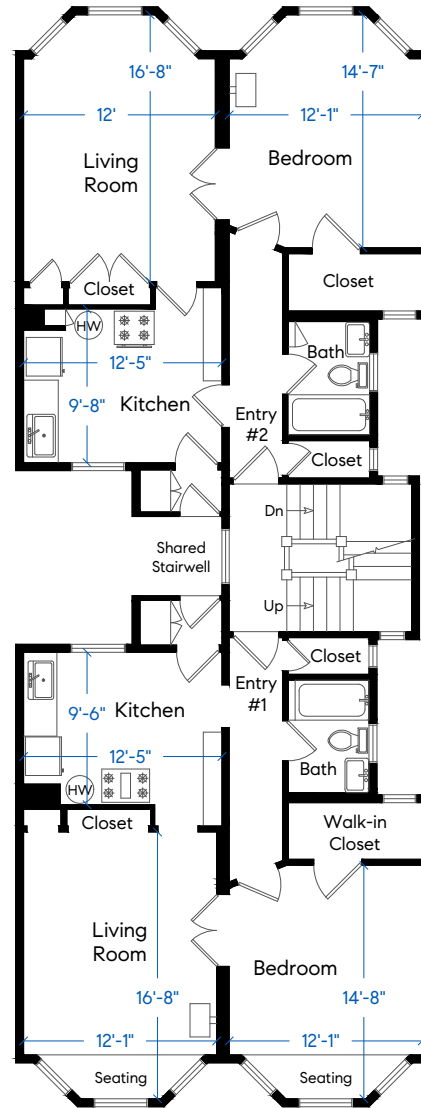 16'-8"
14'-7"
12'
12'-1"
Living
Room
Bedroom
Closet
Closet
HW
12'-5"
Bath
9'-8"
Kitchen
Entry
#2
Closet
Dn
Shared
Stairwell
Up
Closet
Entry
#1
9'-6"
Kitchen
12'-5"
Bath
HW
Closet
Walk-in
Closet
Living
Room
Bedroom
16'-8"
14'-8"
12'-1"
12'-1"
Seating
Seating